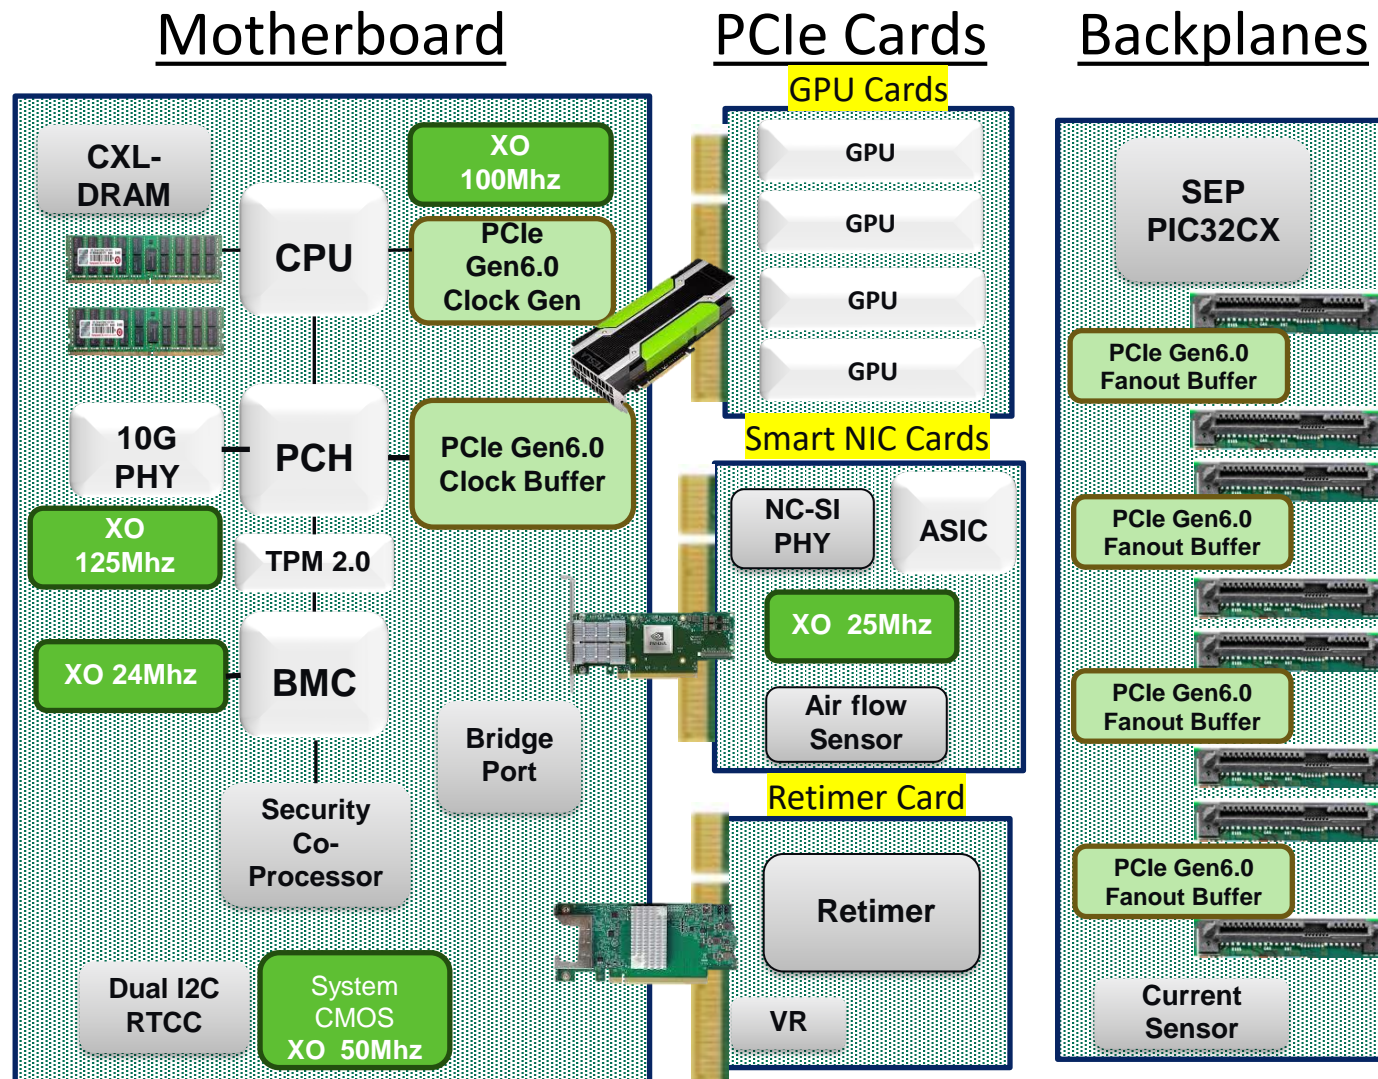 Motherboard
PCIe Cards
Backplanes
CXL-
DRAM
XO
100Mhz
CPU
PCIe
Gen6.0
Clock Gen
10G
PHY
PCH
PCIe Gen6.0
Clock Buffer
XO
125Mhz
TPM 2.0
XO 24Mhz
BMC
Bridge
Port
Security
Co-
Processor
Dual I2C
RTCC
System
CMOS
XO 50Mhz
GPU Cards
GPU
GPU
GPU
GPU
Smart NIC Cards
NC-SI
PHY
ASIC
XO 25Mhz
Air flow
Sensor
Retimer Card
Retimer
VR
SEP
PIC32CX
PCIe Gen6.0
Fanout Buffer
PCIe Gen6.0
Fanout Buffer
PCIe Gen6.0
Fanout Buffer
PCIe Gen6.0
Fanout Buffer
Current
Sensor